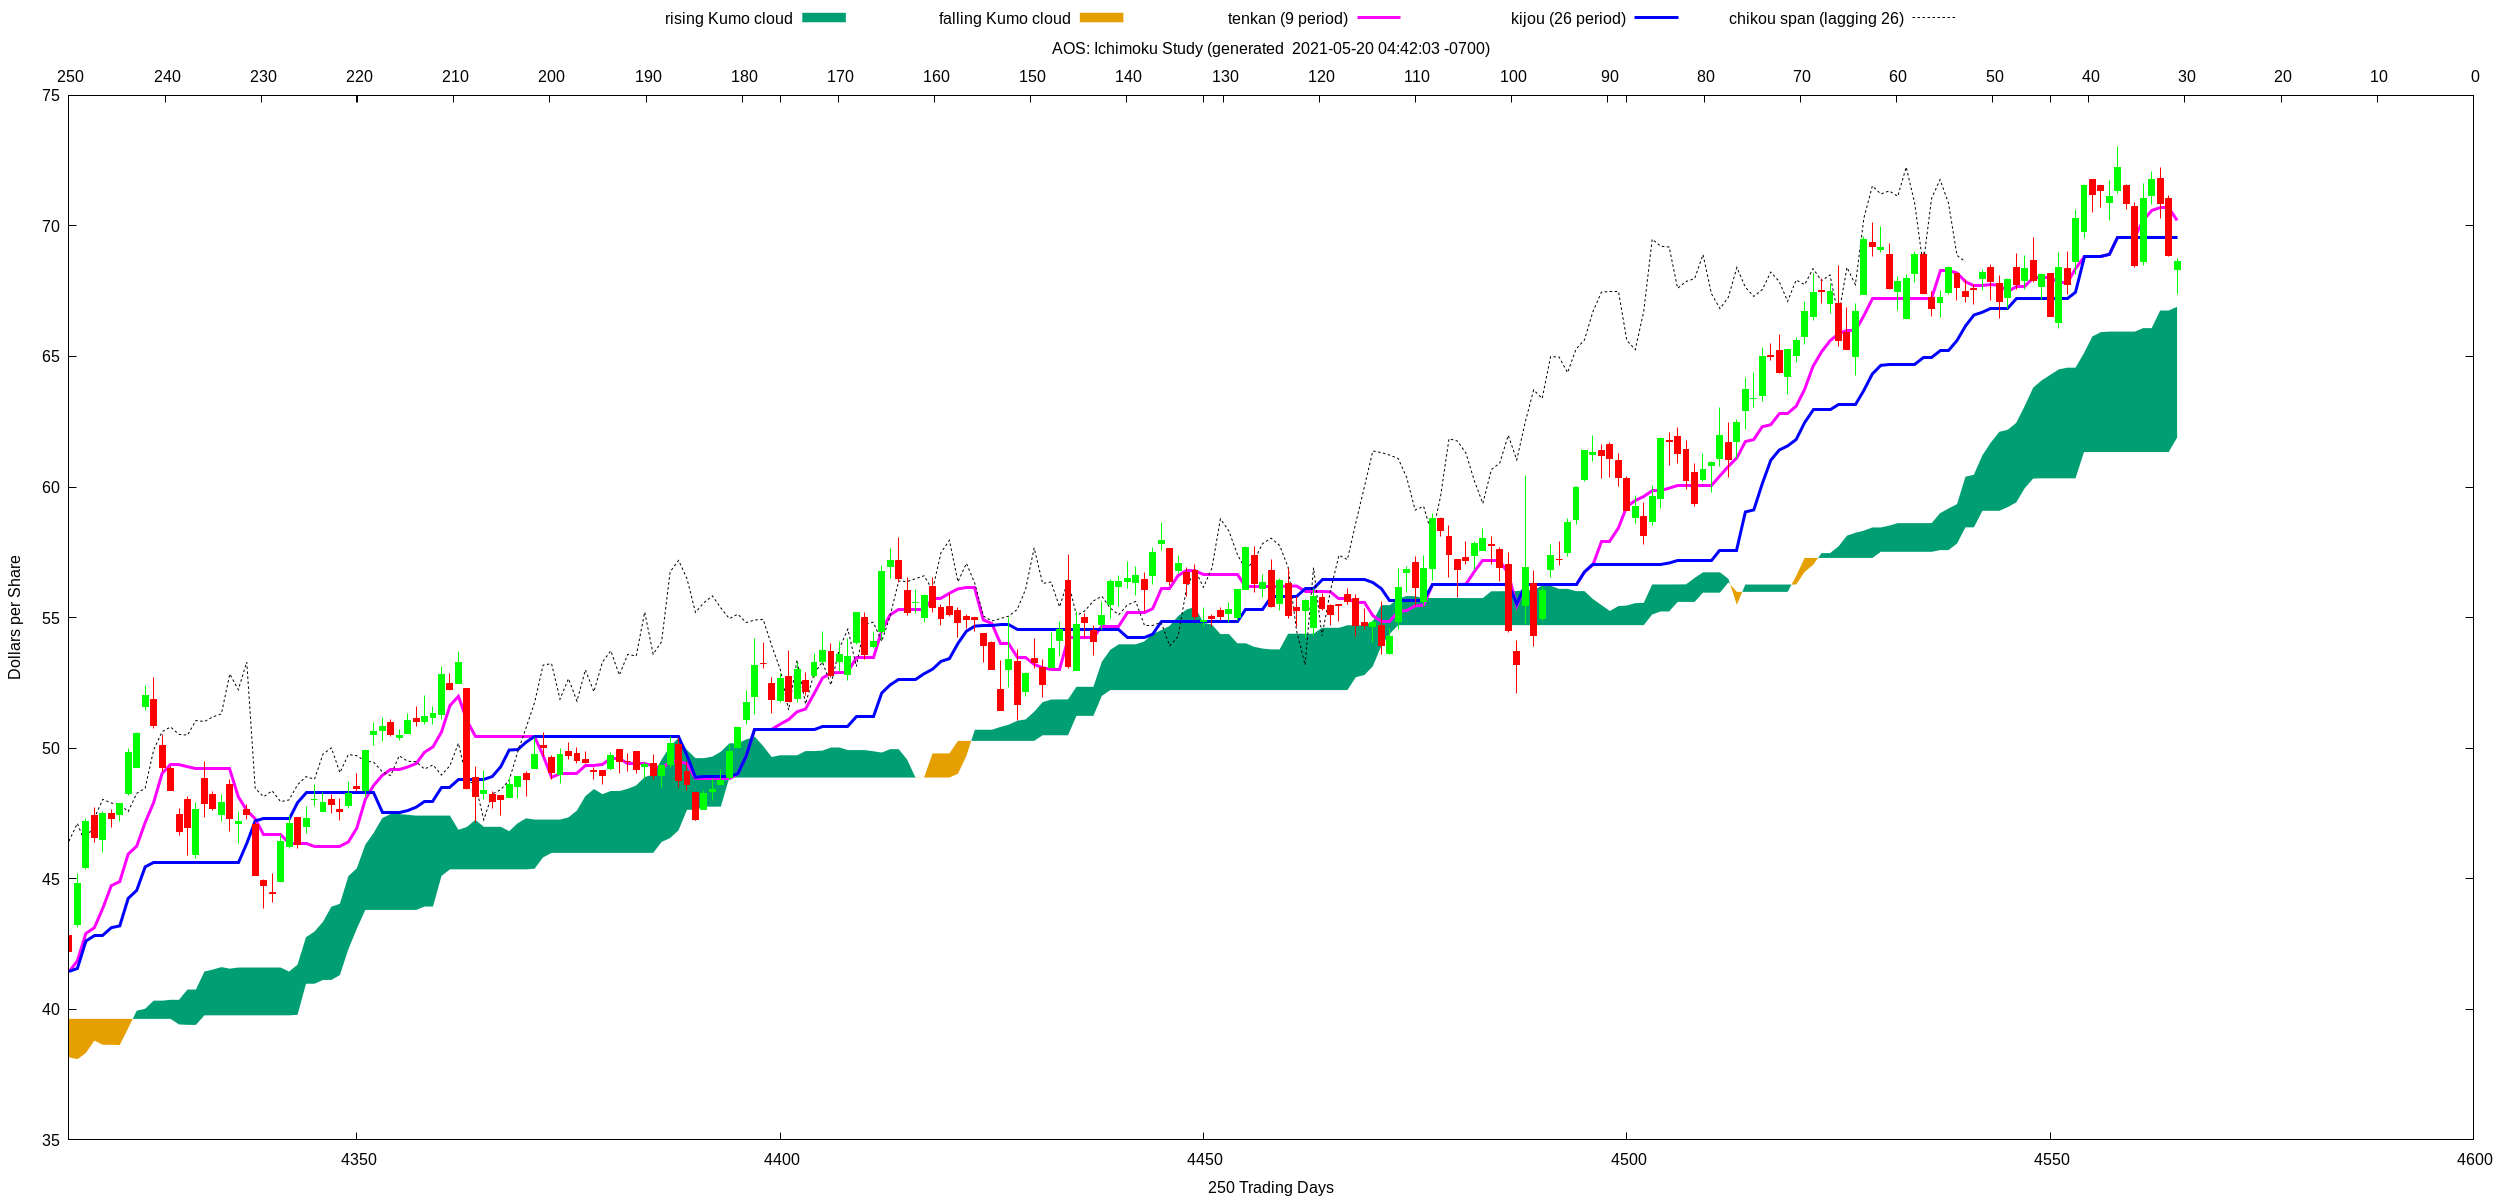 rising Kumo cloud falling Kumo cloud tenkan (9 period) kijou (26 period) chikou span (lagging 26)
AOS: Ichimoku Study (generated  2021-05-20 04:42:03 -0700)
250 240 230 220 210 200 190 180 170 160 150 140 130 120 110 100 90 80 70 60 50 40 30 20 10 0
75
70
65
60
55
50
45
40
35
Dollars per Share
4350 4400 4450 4500 4550 4600
250 Trading Days